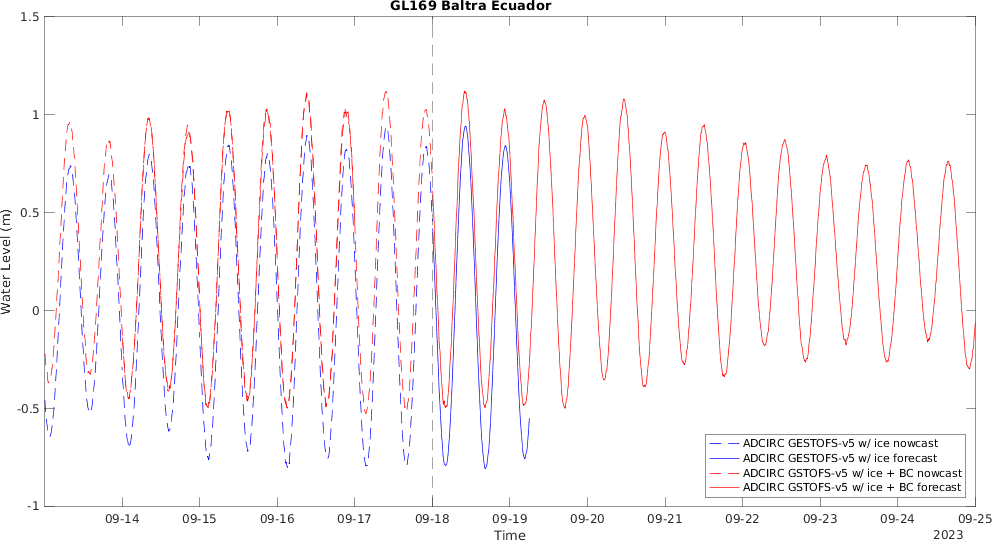 GL169 Baltra Ecuador
1.5
1
0.5
0
-0.5
-1
Water Level (m)
ADCIRC GESTOFS-v5 w/ ice nowcast
ADCIRC GESTOFS-v5 w/ ice forecast
ADCIRC GSTOFS-v5 w/ ice + BC nowcast
ADCIRC GSTOFS-v5 w/ ice + BC forecast
09-14 09-15 09-16 09-17 09-18 09-19 09-20 09-21 09-22 09-23 09-24 09-25
Time
2023